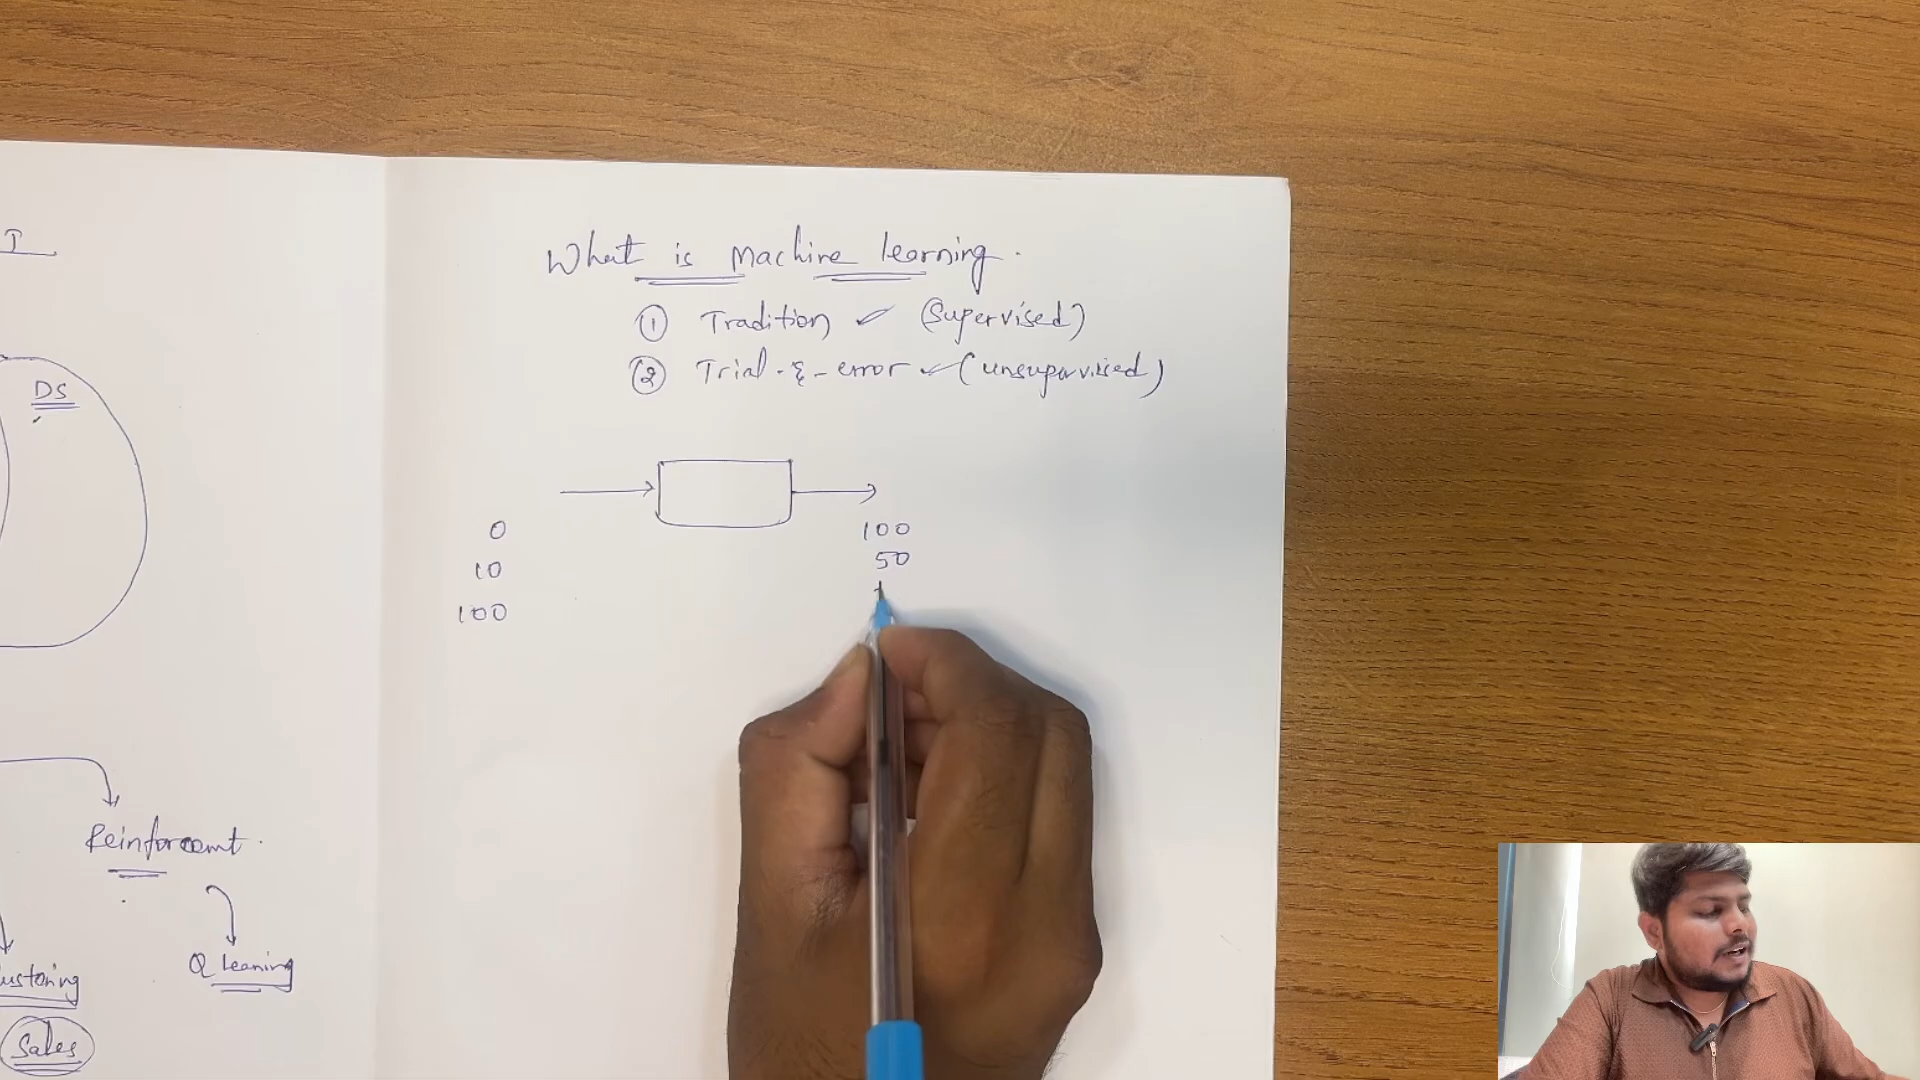 I
DS
Reinforcemt.
Q Leaning
ustering
Sales
What is Machine learning.
① Tradition ✓ (Supervised)
② Trial-&-error ✓ (unsupervised)
0 100
10 50
100